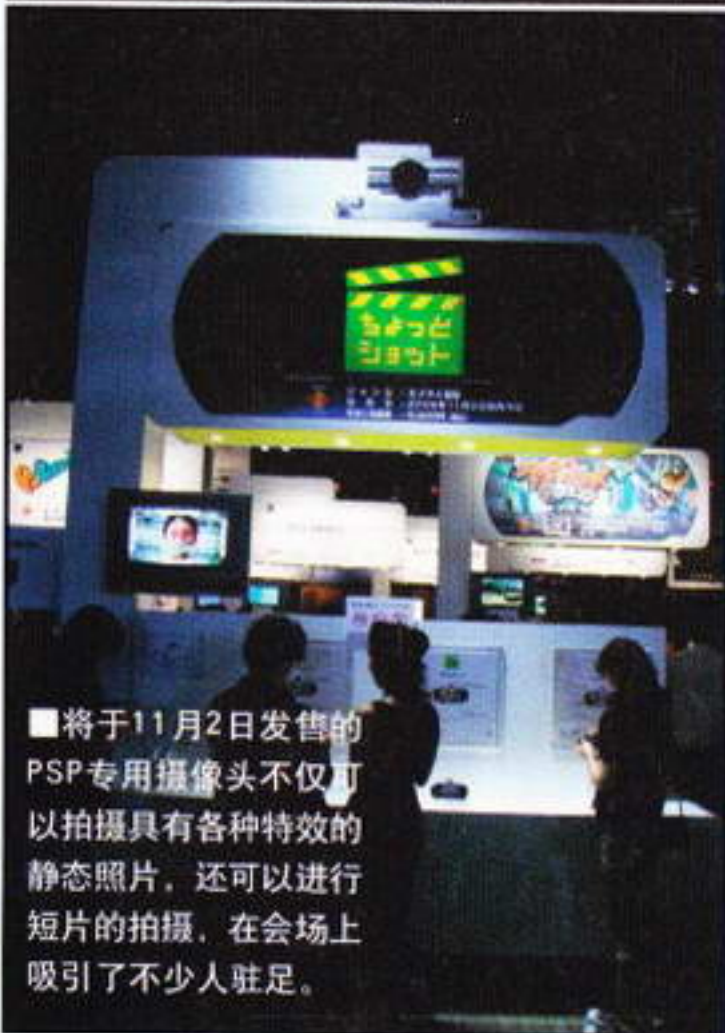 ちょっと
ショット
■将于11月2日发售的
PSP专用摄像头不仅可
以拍摄具有各种特效的
静态照片。还可以进行
短片的拍摄，在会场上
吸引了不少人驻足。